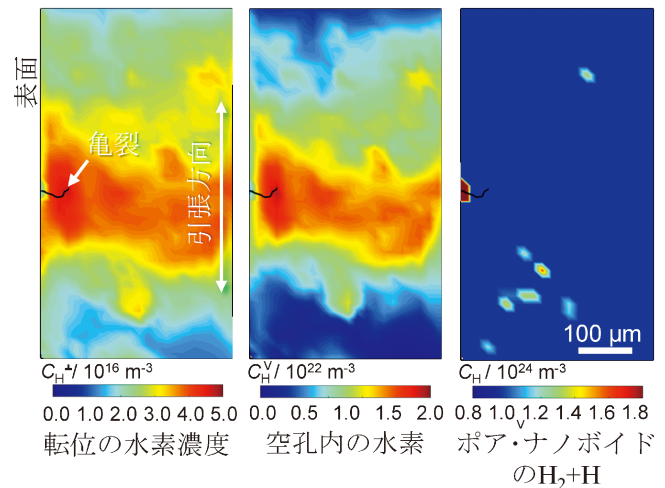 表面
亀裂
引張方向
100 μm
C_H^⊥/ 10^16 m^-3
0.0 1.0 2.0 3.0 4.0 5.0
転位の水素濃度
C_H^V/ 10^22 m^-3
0.0 0.5 1.0 1.5 2.0
空孔内の水素
C_H / 10^24 m^-3
0.8 1.0 1.2 1.4 1.6 1.8
v
ポア・ナノボイド
のH₂+H